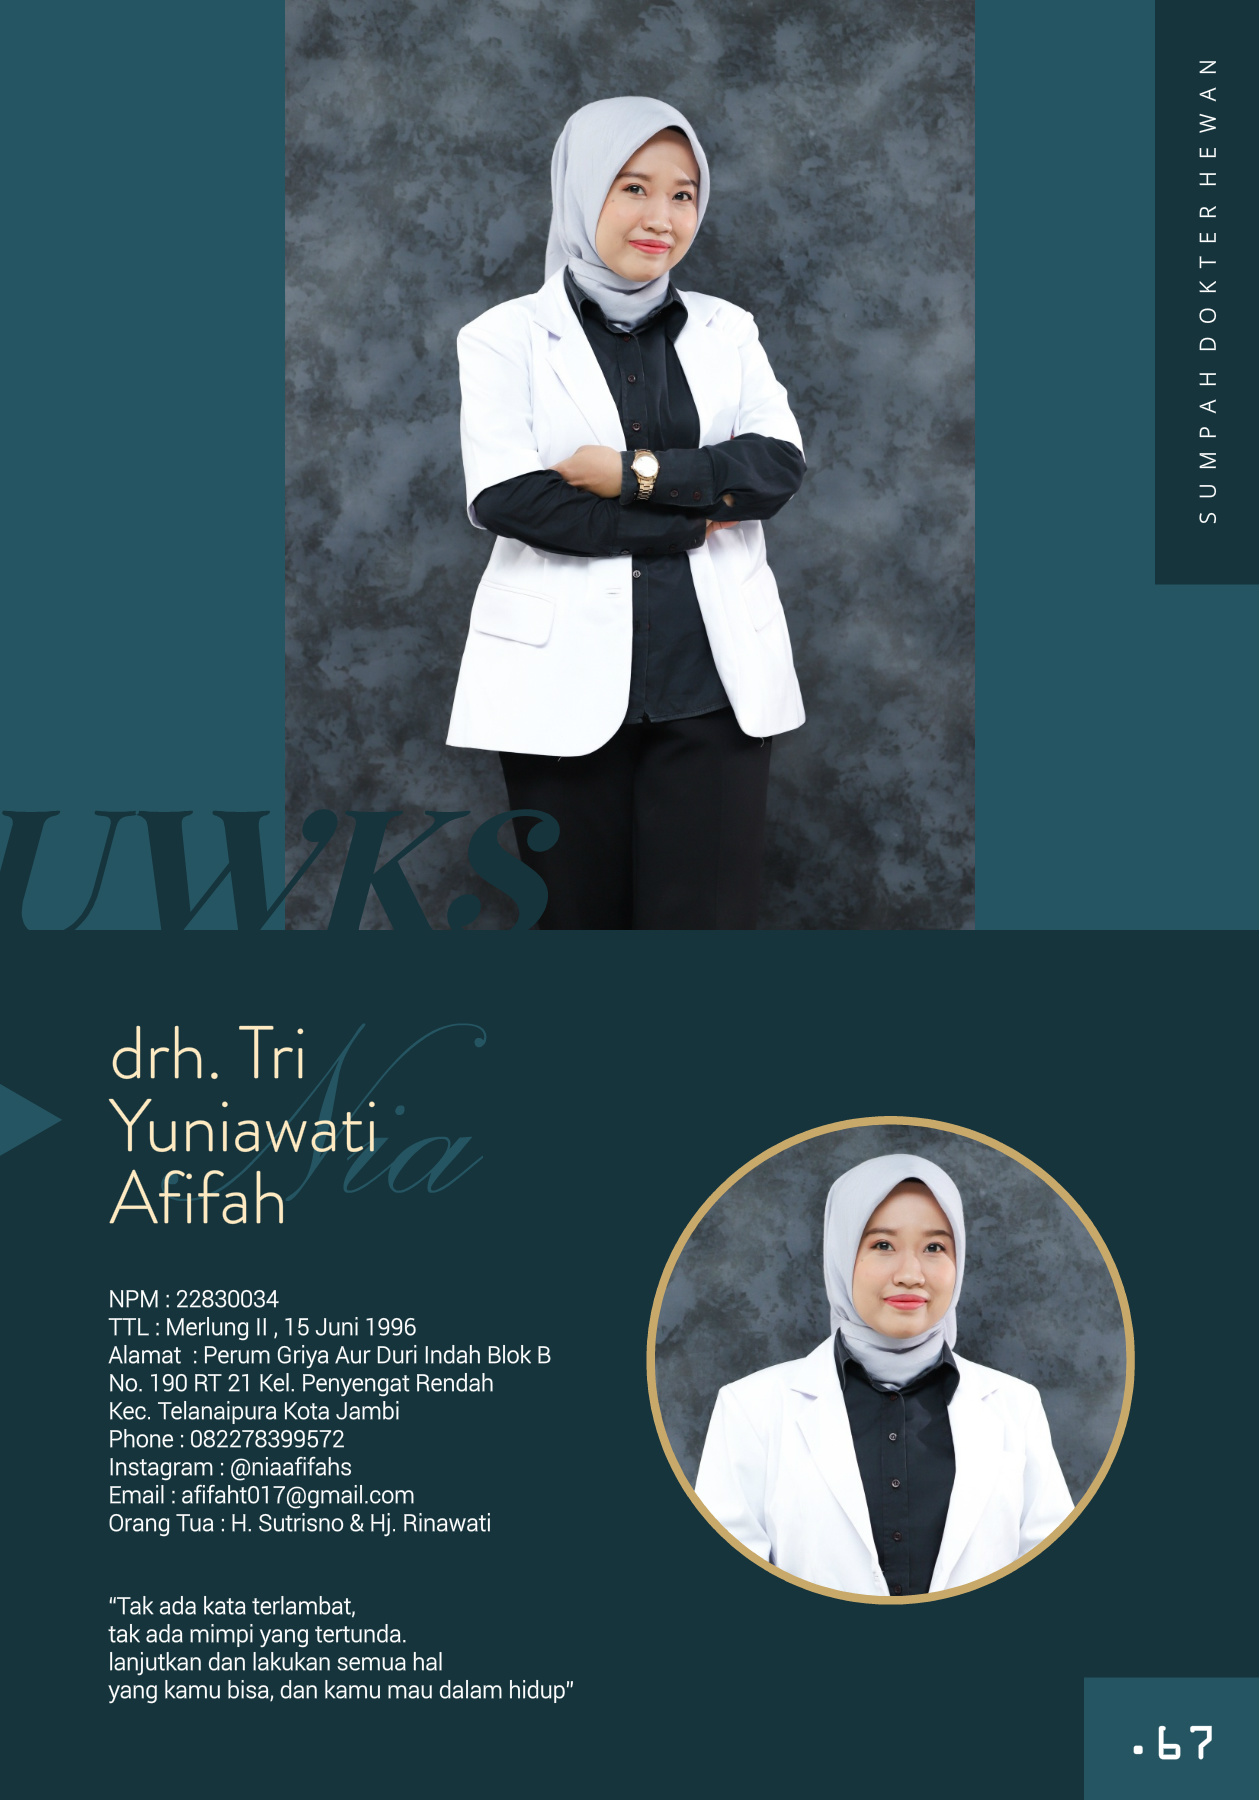 SUMPAH DOKTER HEWAN
UWKS
drh. Tri
Yuniawati
Afifah
Nia
NPM : 22830034
TTL : Merlung II , 15 Juni 1996
Alamat  : Perum Griya Aur Duri Indah Blok B
No. 190 RT 21 Kel. Penyengat Rendah
Kec. Telanaipura Kota Jambi
Phone : 082278399572
Instagram : @niaafifahs
Email : afifaht017@gmail.com
Orang Tua : H. Sutrisno & Hj. Rinawati
“Tak ada kata terlambat,
tak ada mimpi yang tertunda.
lanjutkan dan lakukan semua hal
yang kamu bisa, dan kamu mau dalam hidup”
.67